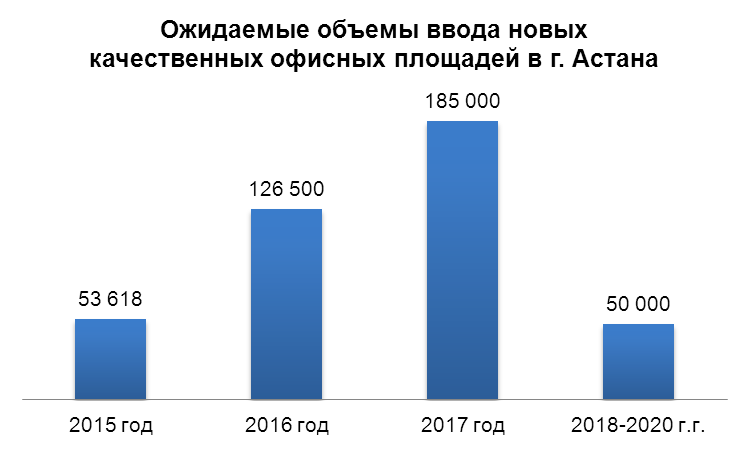 Ожидаемые объемы ввода новых
качественных офисных площадей в г. Астана
185 000
126 500
53 618
50 000
2015 год
2016 год
2017 год
2018-2020 г.г.